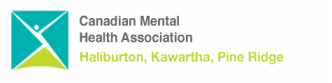 Canadian Mental
Health Association
Haliburton, Kawartha, Pine Ridge